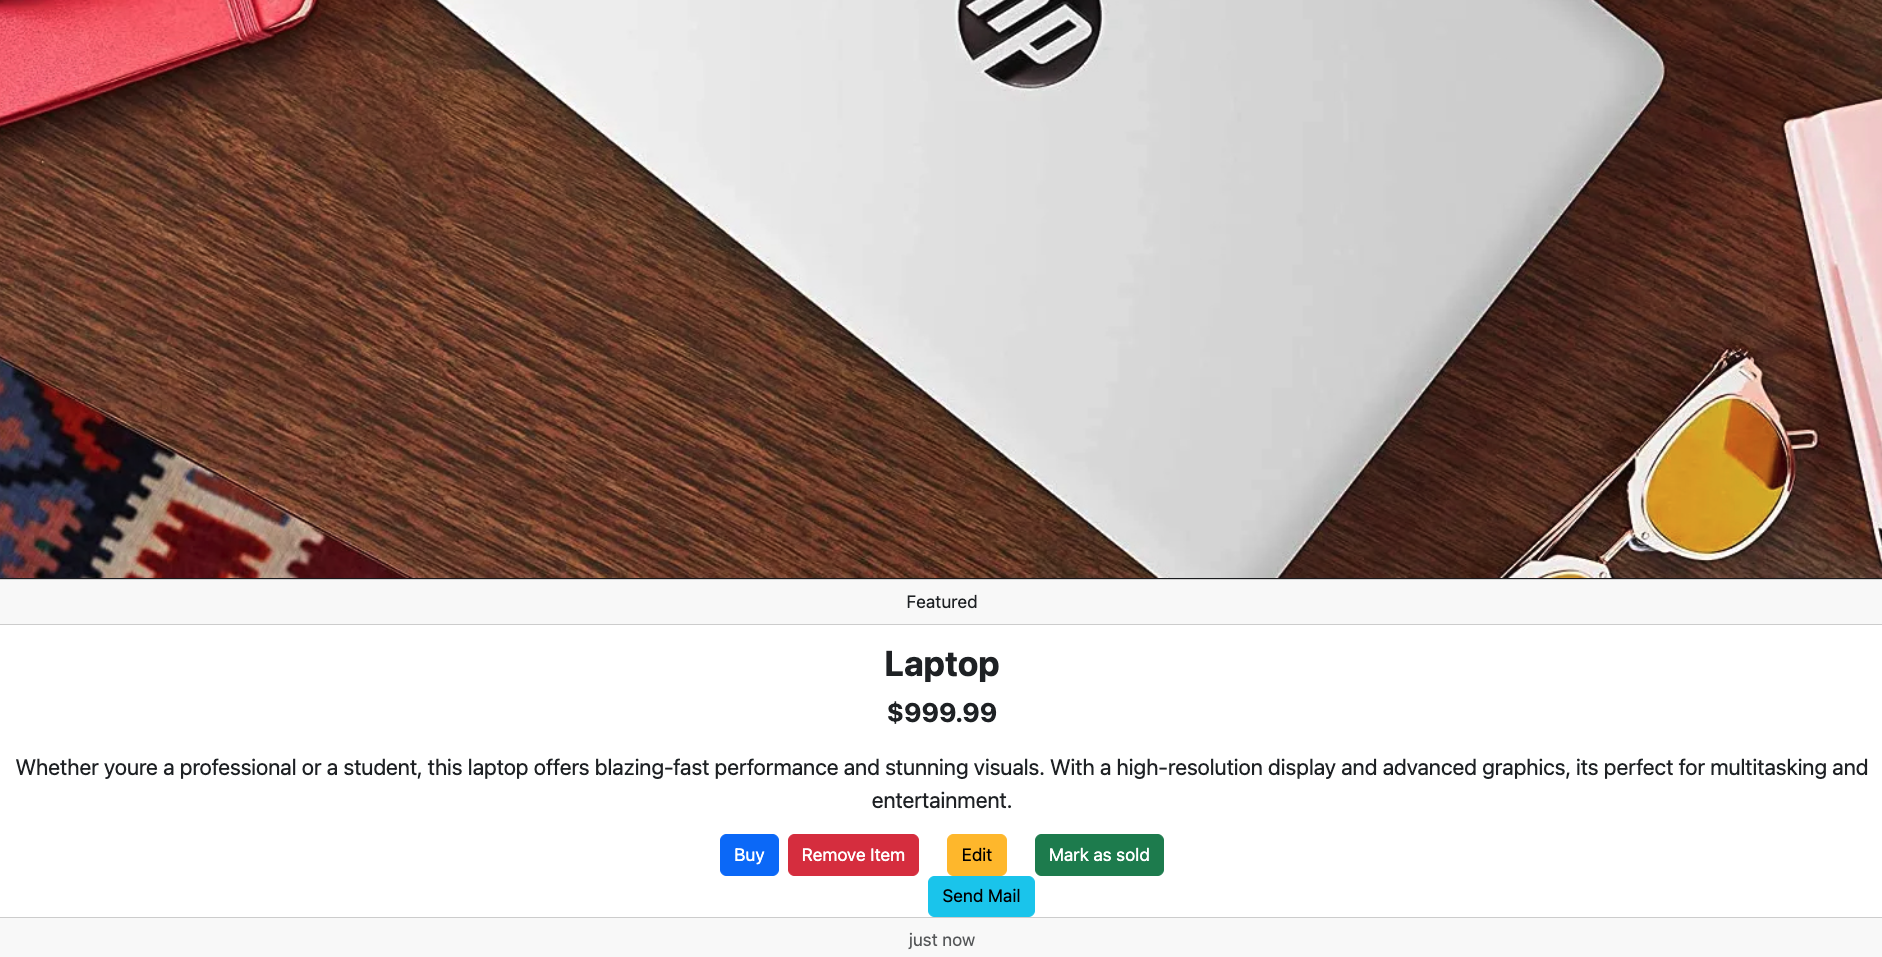 hp
Featured
Laptop
$999.99
Whether youre a professional or a student, this laptop offers blazing-fast performance and stunning visuals. With a high-resolution display and advanced graphics, its perfect for multitasking and
entertainment.
Buy Remove Item Edit Mark as sold
Send Mail
just now